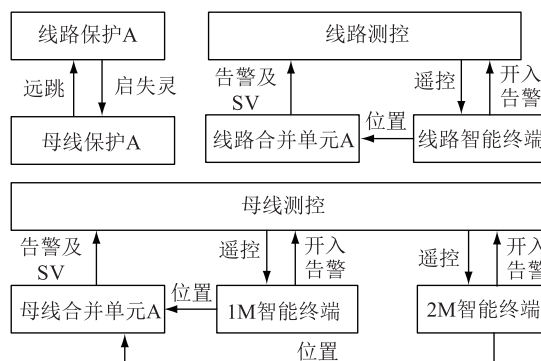 线路保护A
远跳
启失灵
母线保护A
线路测控
告警及
SV
遥控
开入
告警
位置
线路合并单元A
线路智能终端
母线测控
告警及
SV
遥控
开入
告警
遥控
开入
告警
位置
母线合并单元A
1M智能终端
2M智能终端
位置